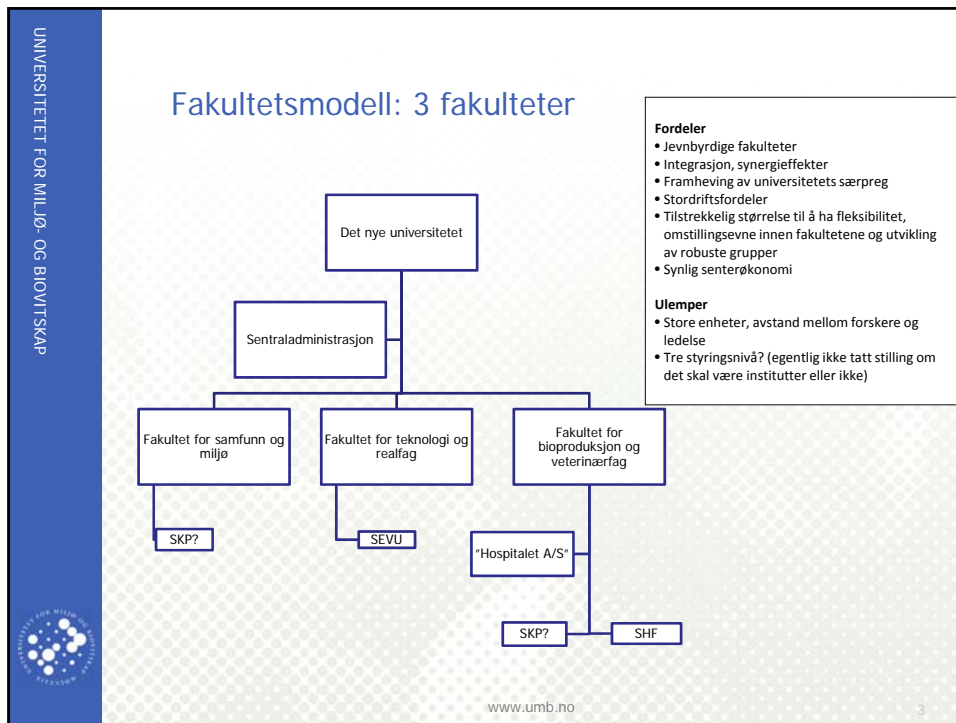 UNIVERSITETET FOR MILJØ- OG BIOVITSKAP
Fakultetsmodell: 3 fakulteter
Fordeler
• Jevnbyrdige fakulteter
• Integrasjon, synergieffekter
• Framheving av universitetets særpreg
• Stordriftsfordeler
• Tilstrekkelig størrelse til å ha fleksibilitet,
omstillingsevne innen fakultetene og utvikling
av robuste grupper
• Synlig senterøkonomi
Ulemper
• Store enheter, avstand mellom forskere og
ledelse
• Tre styringsnivå? (egentlig ikke tatt stilling om
det skal være institutter eller ikke)
Det nye universitetet
Sentraladministrasjon
Fakultet for samfunn og
miljø
Fakultet for teknologi og
realfag
Fakultet for
bioproduksjon og
veterinærfag
SKP?
SEVU
"Hospitalet A/S"
SKP?
SHF
www.umb.no
3